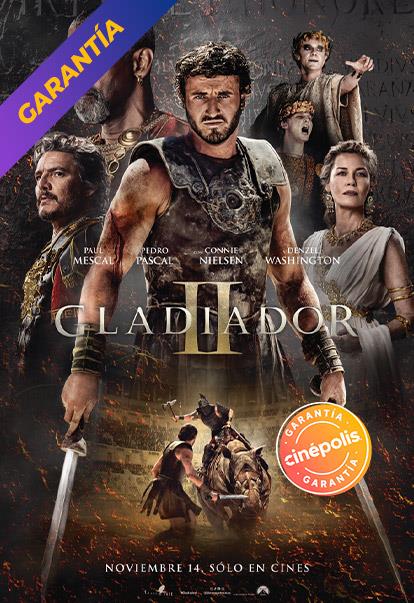 GARANTÍA
PAUL
MESCAL
PEDRO
PASCAL
CONNIE
NIELSEN
DENZEL
WASHINGTON
II
GLADIADOR
GARANTÍA
cinépolis
GARANTÍA
NOVIEMBRE 14, SÓLO EN CINES